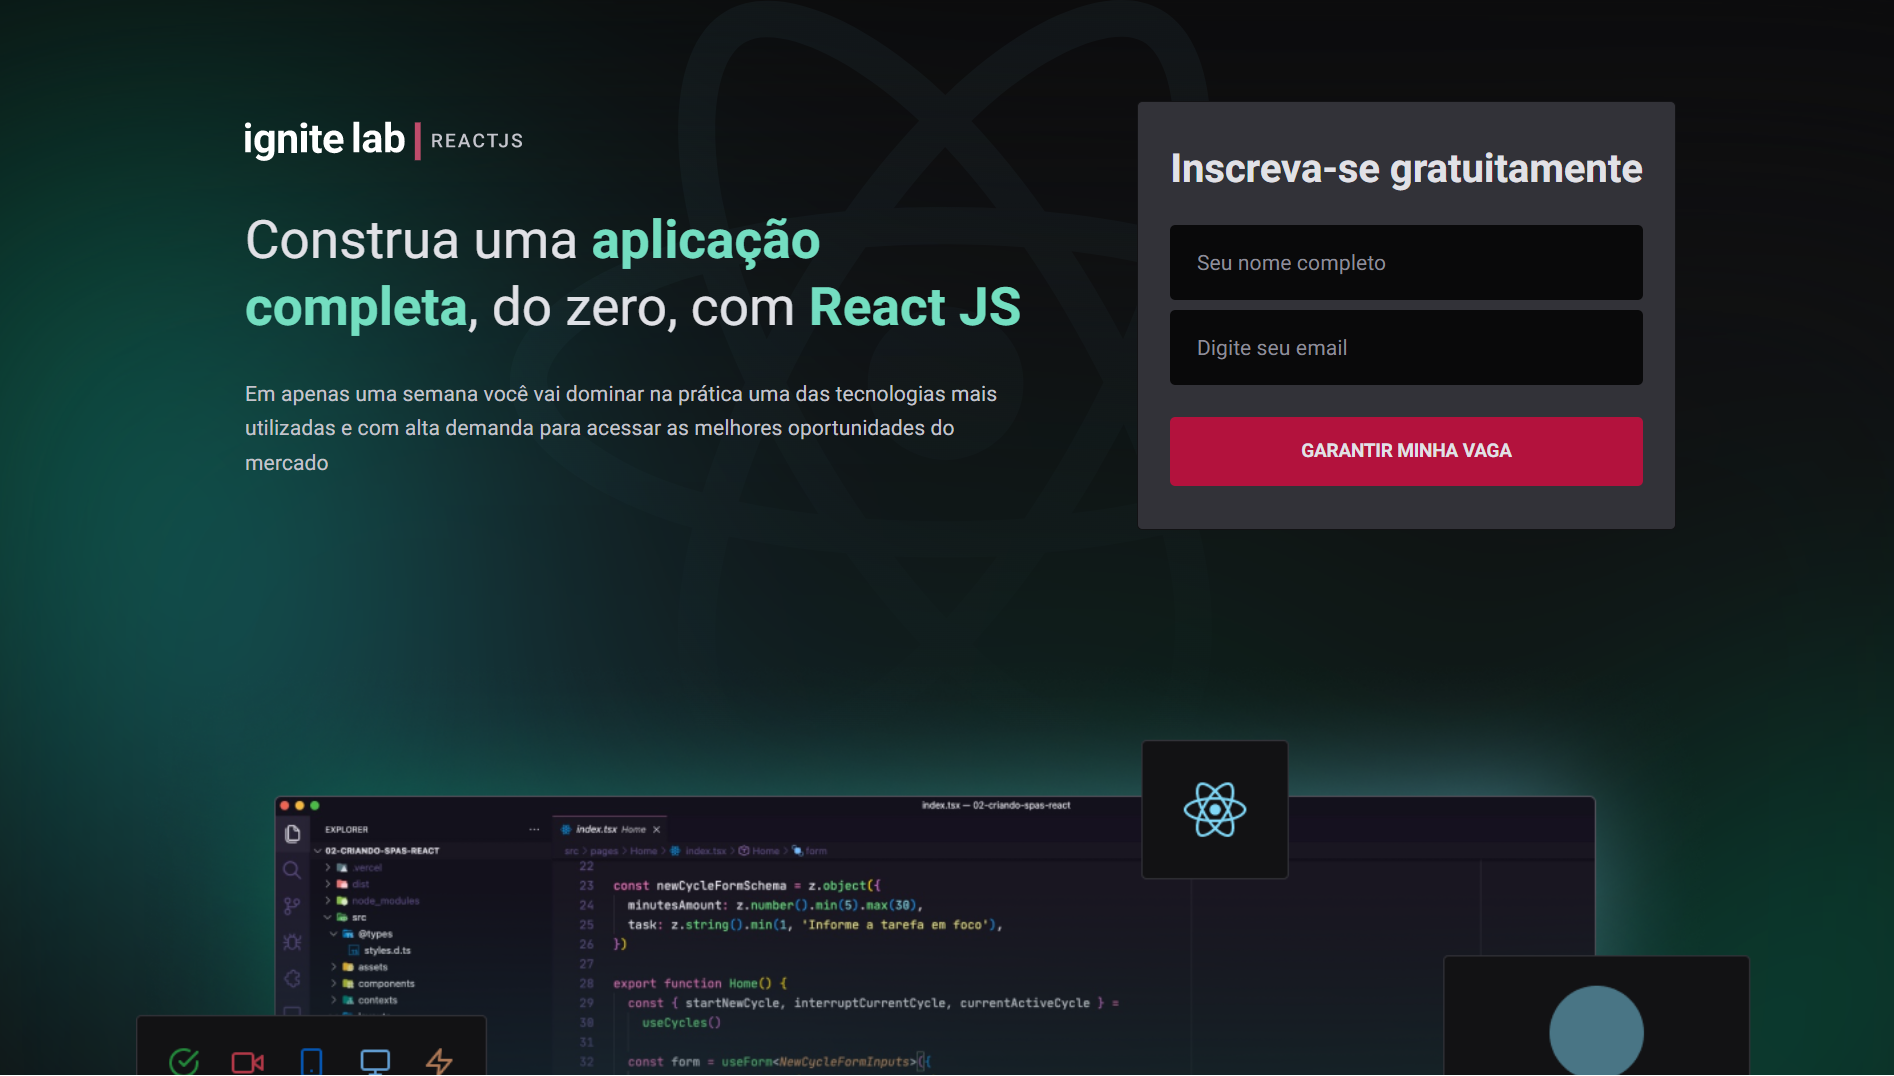 ignite lab | REACTJS
Construa uma aplicação
completa, do zero, com React JS
Em apenas uma semana você vai dominar na prática uma das tecnologias mais
utilizadas e com alta demanda para acessar as melhores oportunidades do
mercado
Inscreva-se gratuitamente
Seu nome completo
Digite seu email
GARANTIR MINHA VAGA
index.tsx — 02-criando-spas-react
EXPLORER ...
02-CRIANDO-SPAS-REACT
.vercel
dist
node_modules
src
@types
styles.d.ts
assets
components
contexts
index.tsx Home ×
src > pages > Home > index.tsx > Home > form
22
23 const newCycleFormSchema = z.object({
24 minutesAmount: z.number().min(5).max(30),
25 task: z.string().min(1, 'Informe a tarefa em foco'),
26 })
27
28 export function Home() {
29 const { startNewCycle, interruptCurrentCycle, currentActiveCycle } =
30 useCycles()
31
32 const form = useForm<NewCycleFormInputs>({